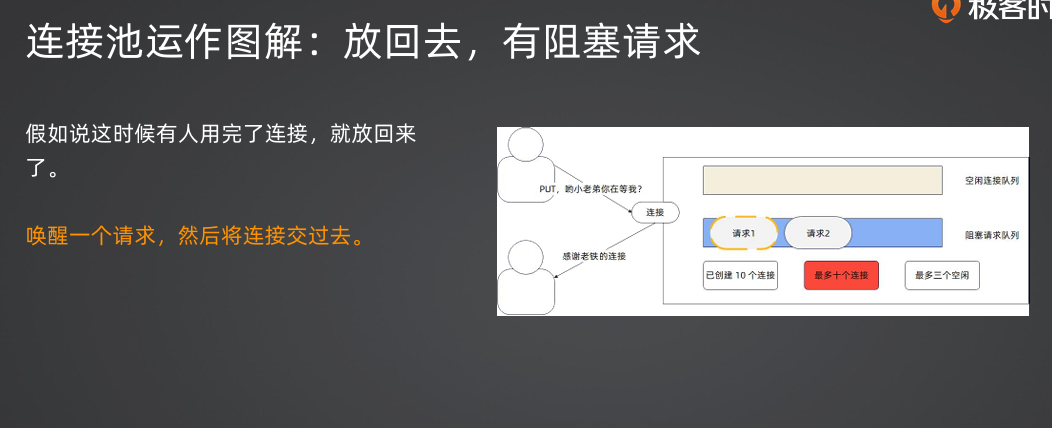 极客时
连接池运作图解：放回去，有阻塞请求
假如说这时候有人用完了连接，就放回来
了。
唤醒一个请求，然后将连接交过去。
PUT，哟小老弟你在等我？
连接
感谢老铁的连接
空闲连接队列
请求1
请求2
阻塞请求队列
已创建 10 个连接
最多十个连接
最多三个空闲